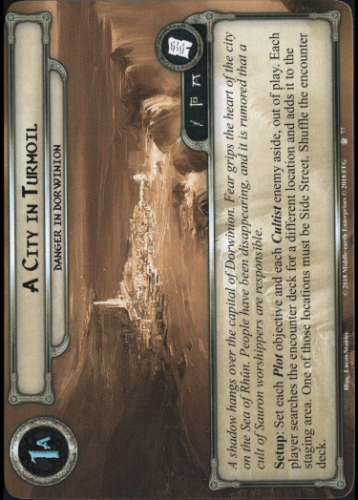 1A
A City in Turmoil
Danger in Dorwinion
A shadow hangs over the capital of Dorwinion. Fear grips the heart of the city
on the Sea of Rhûn. People have been disappearing, and it is rumored that a
cult of Sauron worshippers are responsible.
Setup: Set each Plot objective and each Cultist enemy aside, out of play. Each
player searches the encounter deck for a different location and adds it to the
staging area. One of those locations must be Side Street. Shuffle the encounter
deck.
Illus. Lucas Staniec © 2018 Middle-earth Enterprises © 2018 FFG 77